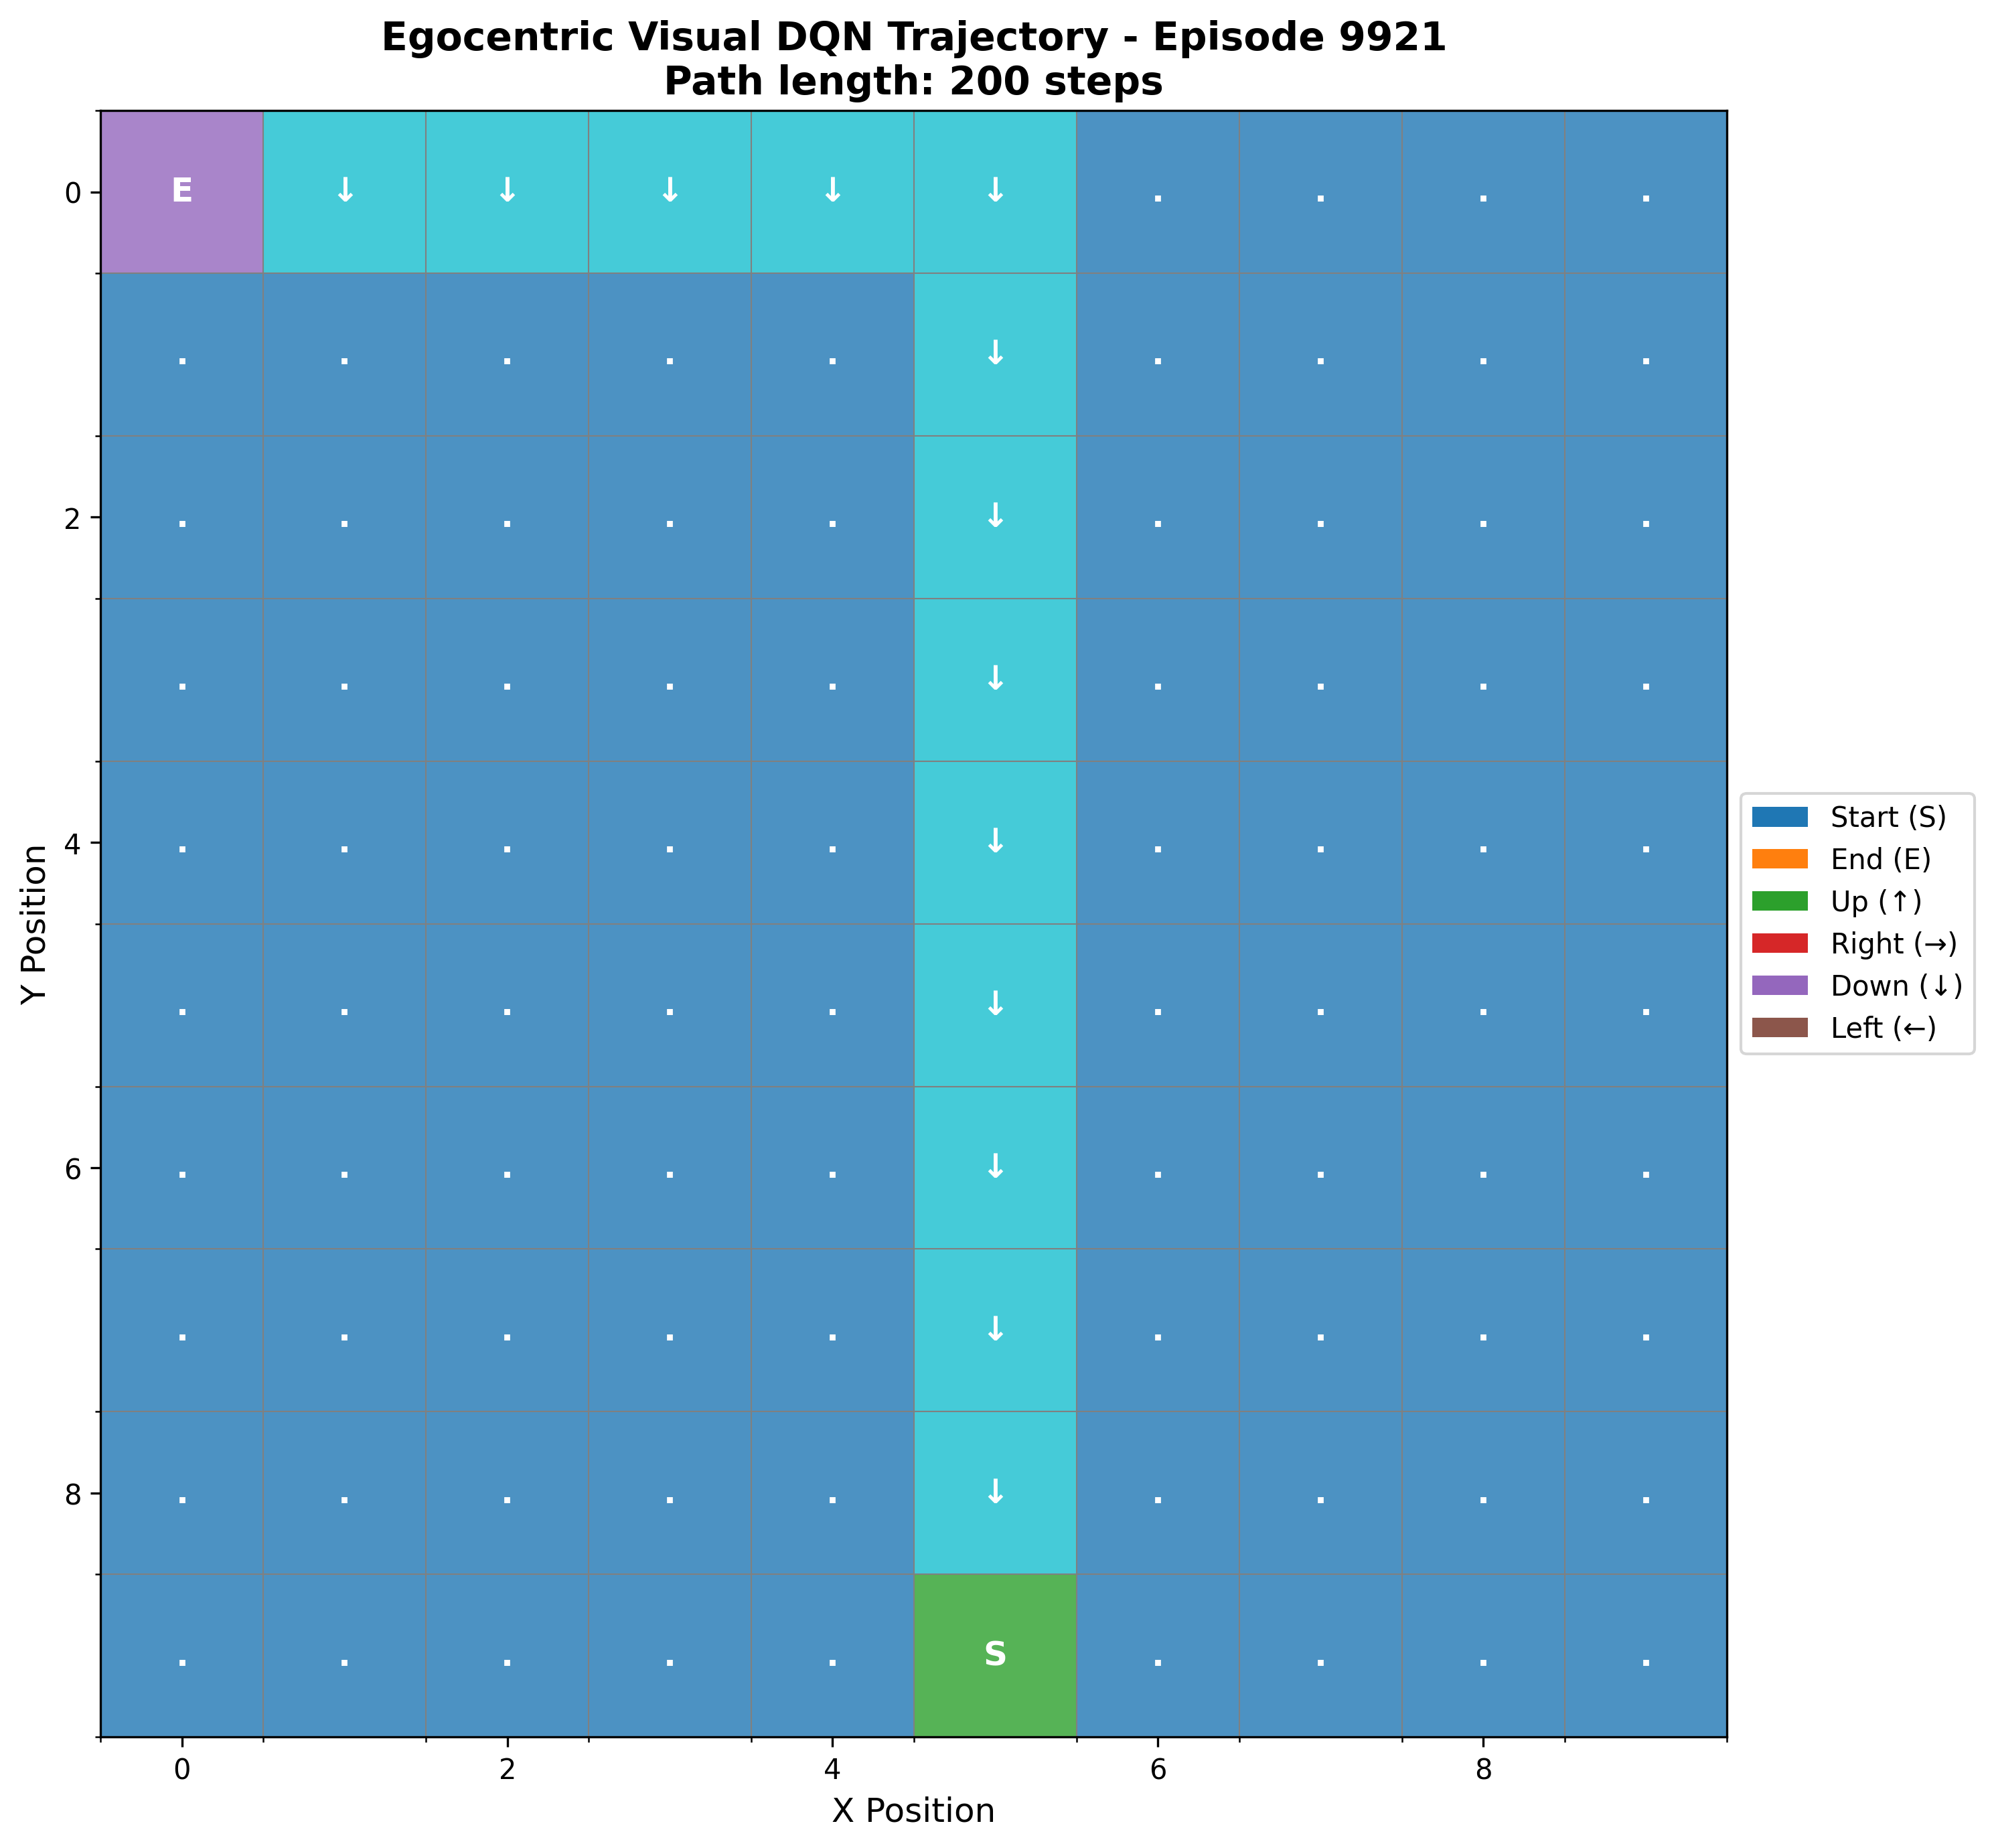 Egocentric Visual DQN Trajectory - Episode 9921
Path length: 200 steps
0 E ↓ ↓ ↓ ↓ ↓ . . . .
. . . . . ↓ . . . .
2 . . . . . ↓ . . . .
. . . . . ↓ . . . .
4 . . . . . ↓ . . . .
. . . . . ↓ . . . .
6 . . . . . ↓ . . . .
. . . . . ↓ . . . .
8 . . . . . ↓ . . . .
. . . . . S . . . .
0 2 4 6 8
X Position
Y Position
Start (S)
End (E)
Up (↑)
Right (→)
Down (↓)
Left (←)